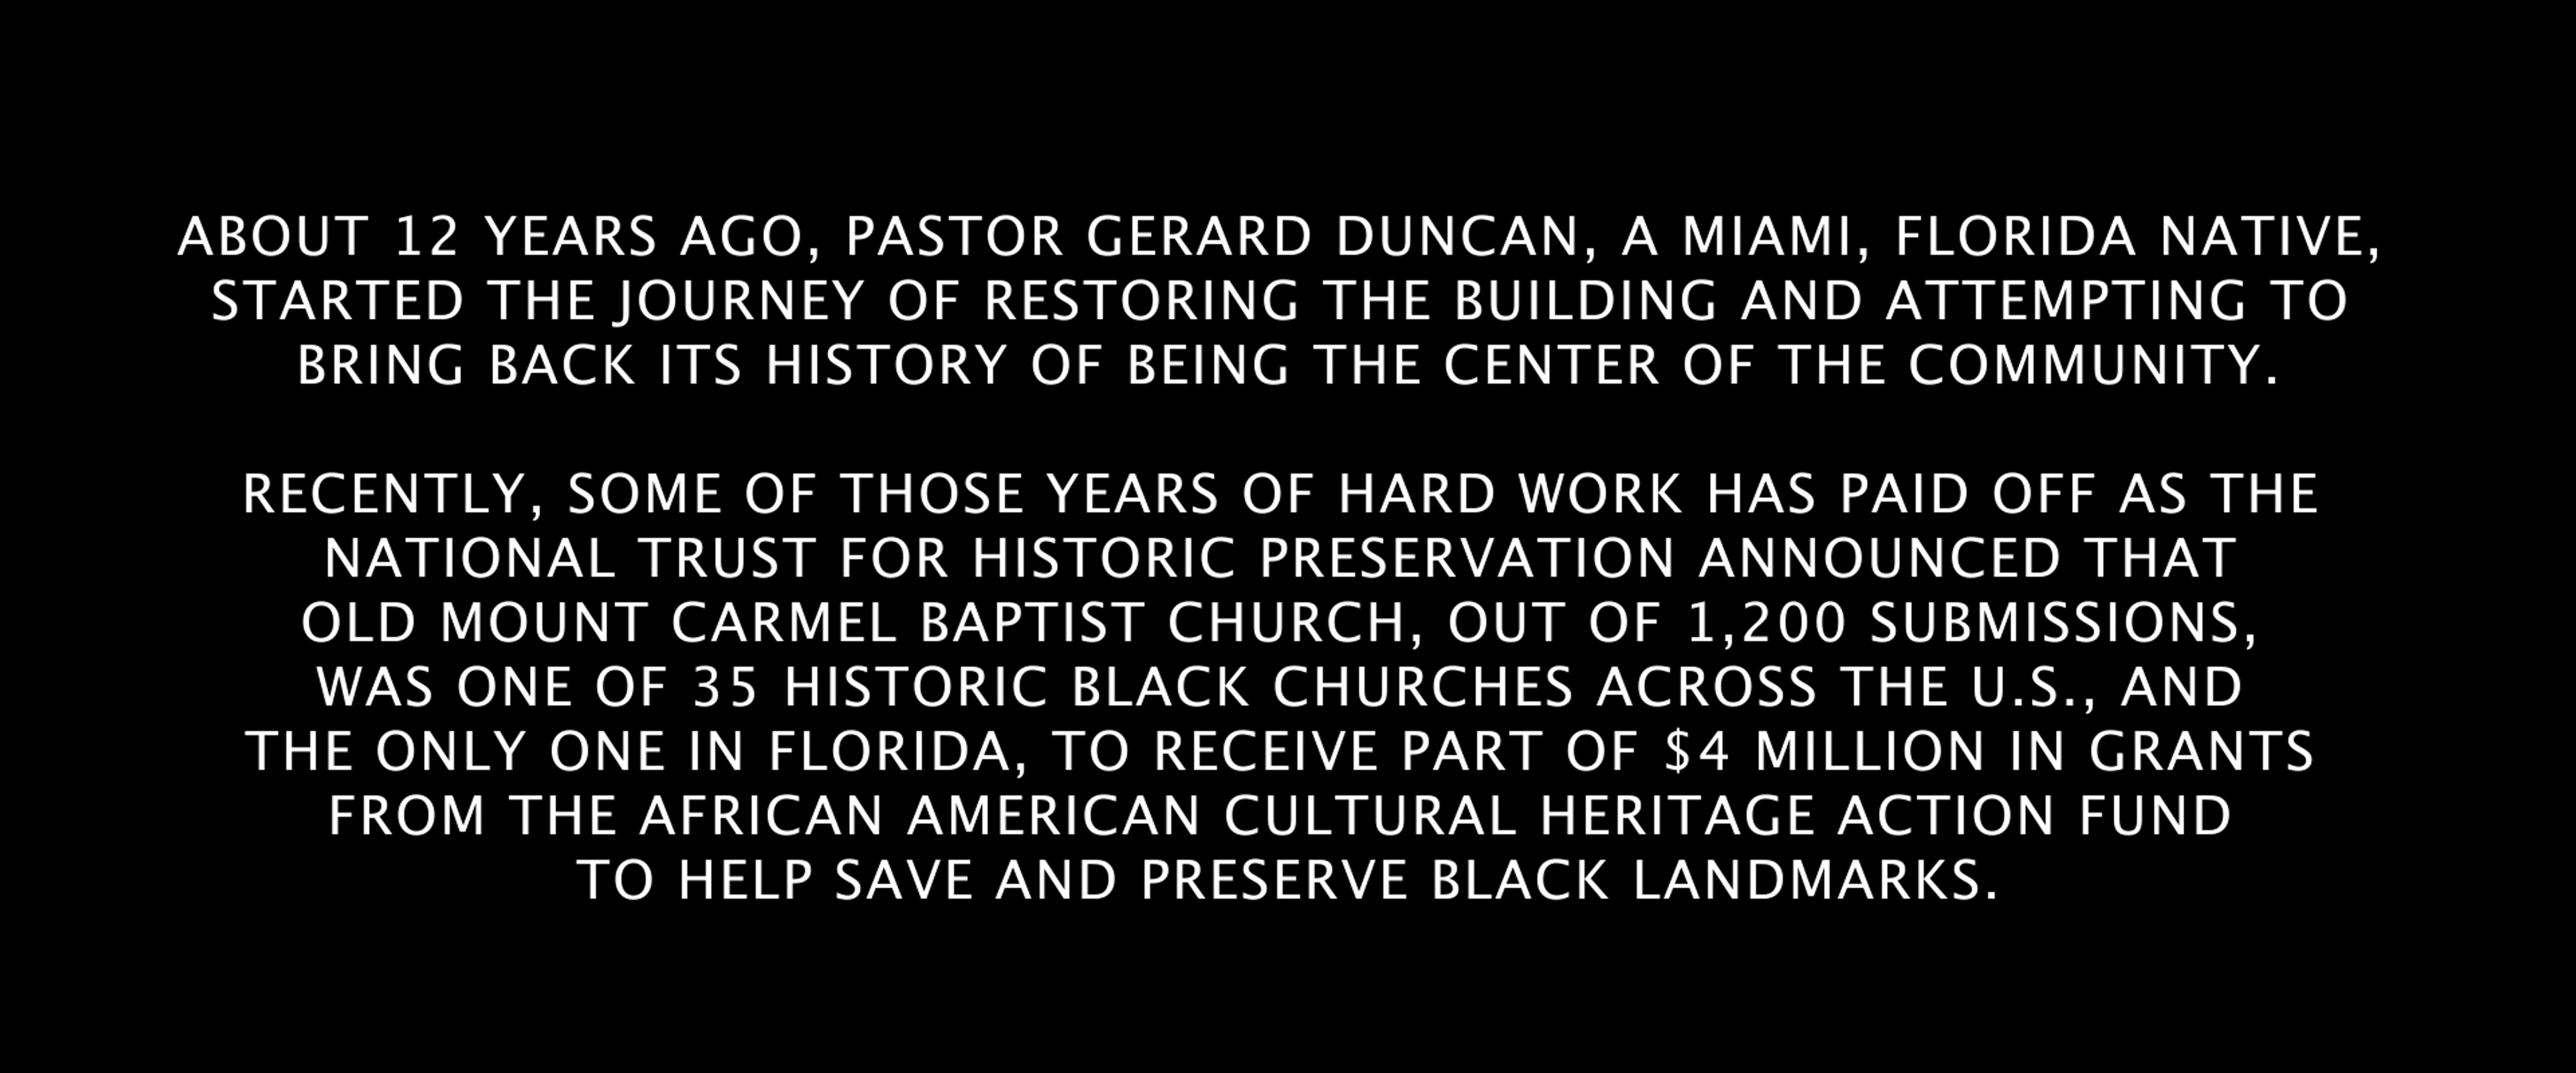 ABOUT 12 YEARS AGO, PASTOR GERARD DUNCAN, A MIAMI, FLORIDA NATIVE,
STARTED THE JOURNEY OF RESTORING THE BUILDING AND ATTEMPTING TO
BRING BACK ITS HISTORY OF BEING THE CENTER OF THE COMMUNITY.
RECENTLY, SOME OF THOSE YEARS OF HARD WORK HAS PAID OFF AS THE
NATIONAL TRUST FOR HISTORIC PRESERVATION ANNOUNCED THAT
OLD MOUNT CARMEL BAPTIST CHURCH, OUT OF 1,200 SUBMISSIONS,
WAS ONE OF 35 HISTORIC BLACK CHURCHES ACROSS THE U.S., AND
THE ONLY ONE IN FLORIDA, TO RECEIVE PART OF $4 MILLION IN GRANTS
FROM THE AFRICAN AMERICAN CULTURAL HERITAGE ACTION FUND
TO HELP SAVE AND PRESERVE BLACK LANDMARKS.